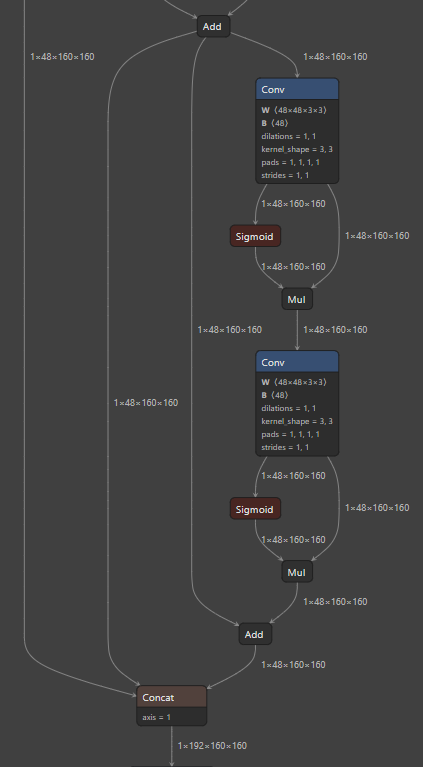 Add
1×48×160×160
1×48×160×160
Conv
W ⟨48×48×3×3⟩
B ⟨48⟩
dilations = 1, 1
kernel_shape = 3, 3
pads = 1, 1, 1, 1
strides = 1, 1
1×48×160×160
Sigmoid
1×48×160×160
1×48×160×160
Mul
1×48×160×160
1×48×160×160
Conv
W ⟨48×48×3×3⟩
B ⟨48⟩
dilations = 1, 1
kernel_shape = 3, 3
1×48×160×160
pads = 1, 1, 1, 1
strides = 1, 1
1×48×160×160
Sigmoid
1×48×160×160
1×48×160×160
Mul
1×48×160×160
Add
1×48×160×160
Concat
axis = 1
1×192×160×160